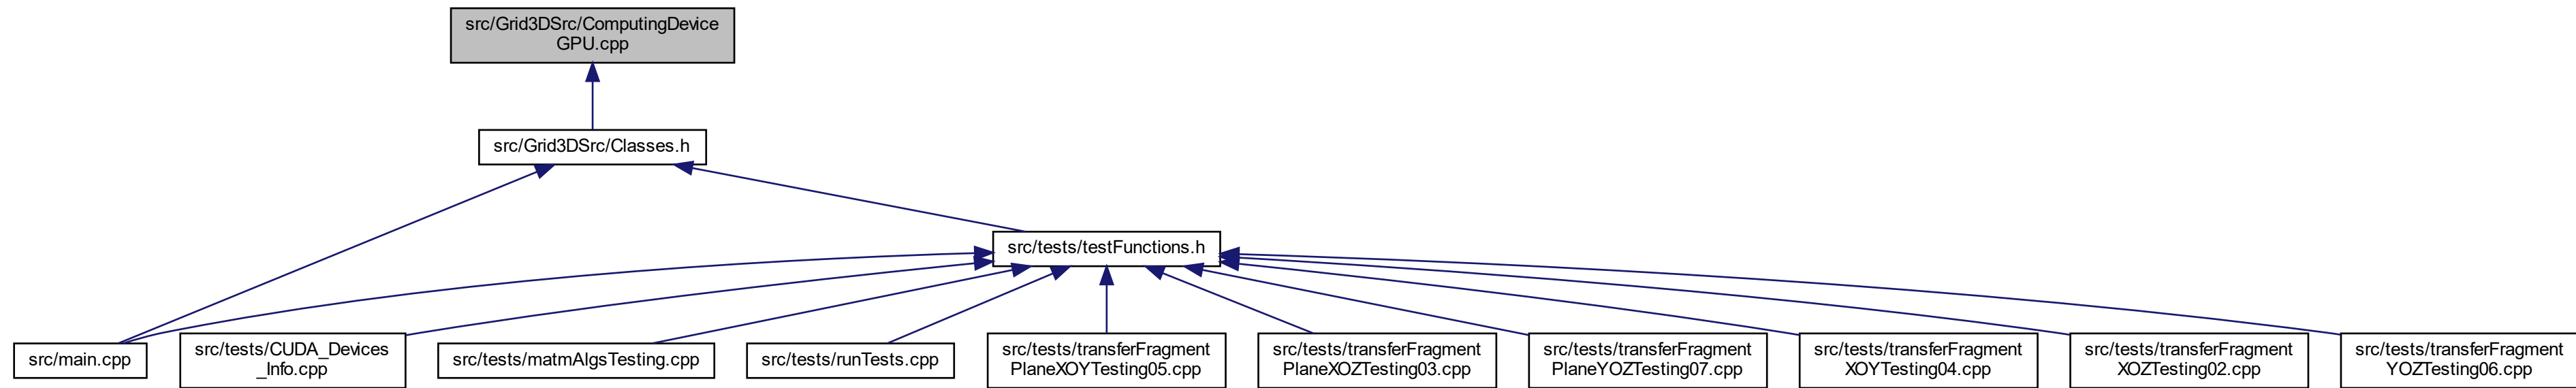 src/Grid3DSrc/ComputingDevice
GPU.cpp
src/Grid3DSrc/Classes.h
src/tests/testFunctions.h
src/main.cpp
src/tests/CUDA_Devices
_Info.cpp
src/tests/matmAlgsTesting.cpp
src/tests/runTests.cpp
src/tests/transferFragment
PlaneXOYTesting05.cpp
src/tests/transferFragment
PlaneXOZTesting03.cpp
src/tests/transferFragment
PlaneYOZTesting07.cpp
src/tests/transferFragment
XOYTesting04.cpp
src/tests/transferFragment
XOZTesting02.cpp
src/tests/transferFragment
YOZTesting06.cpp